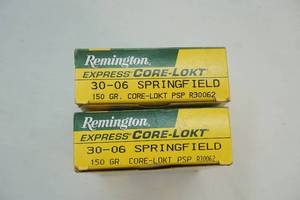 Remington
EXPRESS CORE-LOKT
30-06 SPRINGFIELD
150 GR. CORE-LOKT PSP R30062
Remington
EXPRESS CORE-LOKT
30-06 SPRINGFIELD
150 GR. CORE-LOKT PSP R30062